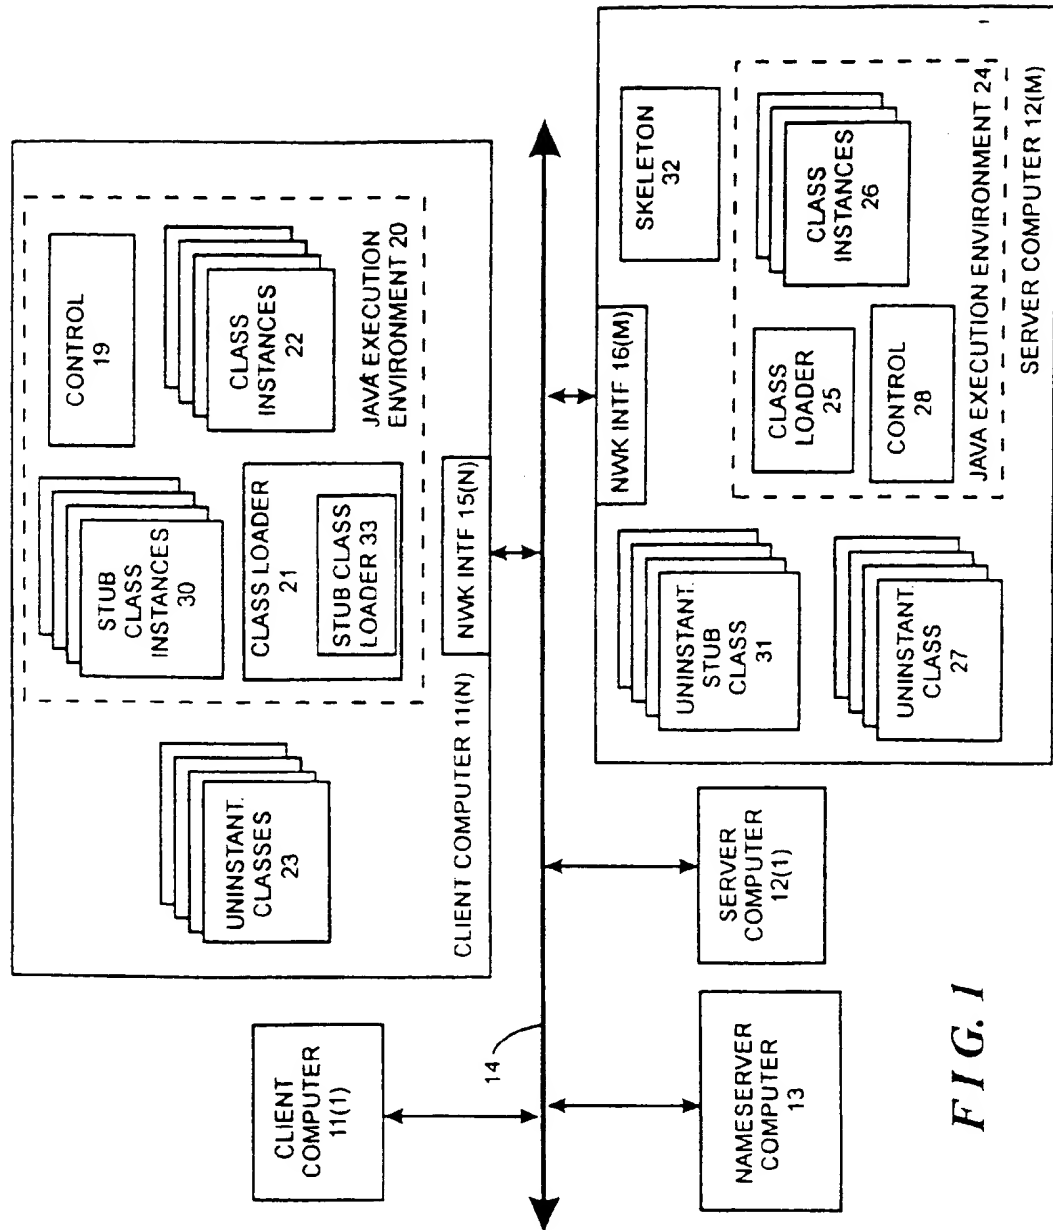 CLIENT
COMPUTER
11(1)
UNINSTANT.
CLASSES
23
STUB
CLASS
INSTANCES
30
CONTROL
19
CLASS LOADER
21
STUB CLASS
LOADER 33
CLASS
INSTANCES
22
JAVA EXECUTION
ENVIRONMENT 20
CLIENT COMPUTER 11(N)
NWK INTF 15(N)
14
NAMESERVER
COMPUTER
13
SERVER
COMPUTER
12(1)
NWK INTF 16(M)
SKELETON
32
UNINSTANT.
STUB
CLASS
31
CLASS
LOADER
25
CLASS
INSTANCES
26
UNINSTANT.
CLASS
27
CONTROL
28
JAVA EXECUTION ENVIRONMENT 24
SERVER COMPUTER 12(M)
FIG. 1